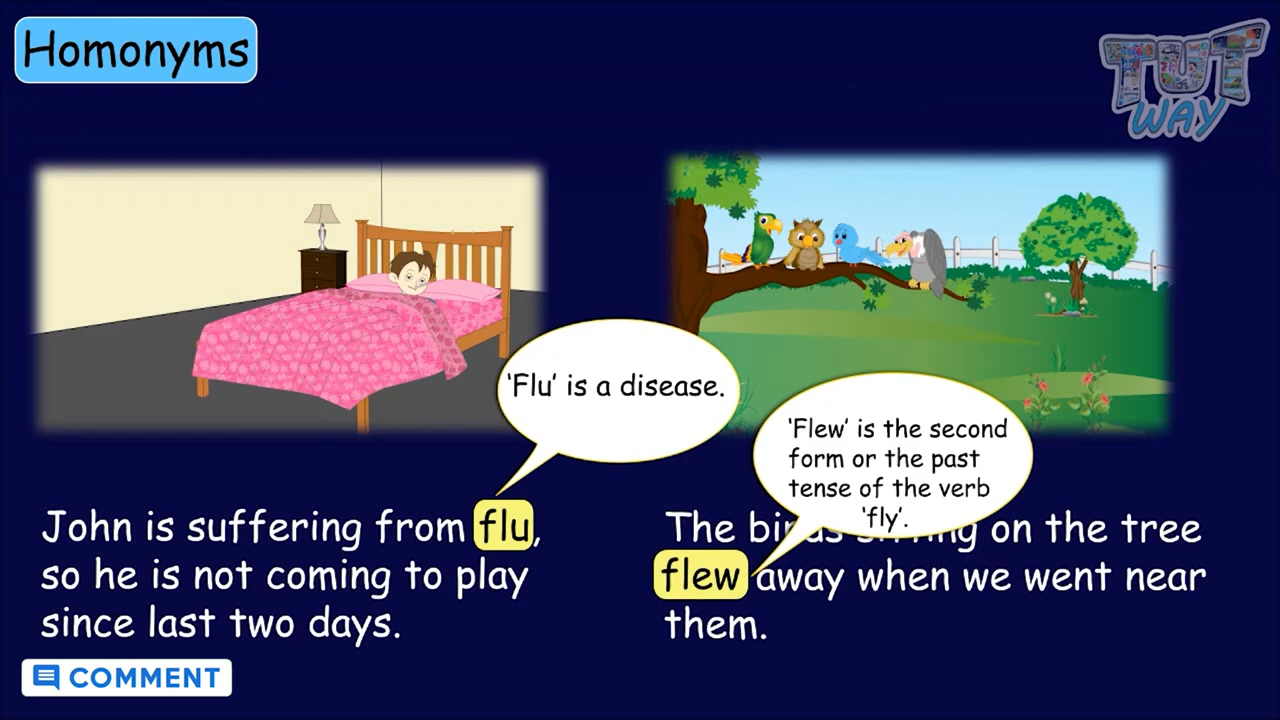 Homonyms
TUT
WAY
'Flu' is a disease.
'Flew' is the second
form or the past
tense of the verb
'fly'.
John is suffering from flu,
so he is not coming to play
since last two days.
The on the tree
flew away when we went near
them.
COMMENT